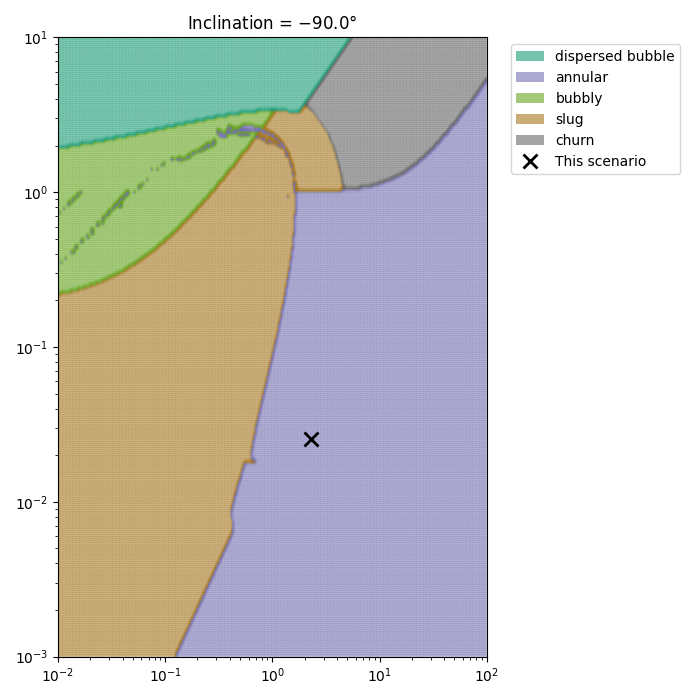 Inclination = −90.0°
dispersed bubble
annular
bubbly
slug
churn
This scenario
10¹
10⁰
10⁻¹
10⁻²
10⁻³
10⁻² 10⁻¹ 10⁰ 10¹ 10²